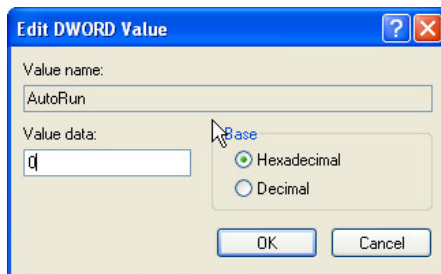 Edit DWORD Value
Value name:
AutoRun
Value data:
0
Base
Hexadecimal
Decimal
OK
Cancel